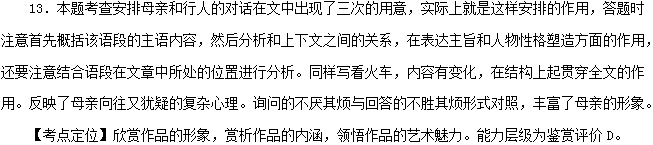 13．本题考查安排母亲和行人的对话在文中出现了三次的用意，实际上就是这样安排的作用，答题时
注意首先概括该语段的主语内容，然后分析和上下文之间的关系，在表达主旨和人物性格塑造方面的作用，
还要注意结合语段在文章中所处的位置进行分析。同样写看火车，内容有变化，在结构上起贯穿全文的作
用。反映了母亲向往又犹疑的复杂心理。询问的不厌其烦与回答的不胜其烦形式对照，丰富了母亲的形象。
【考点定位】欣赏作品的形象，赏析作品的内涵，领悟作品的艺术魅力。能力层级为鉴赏评价 D。